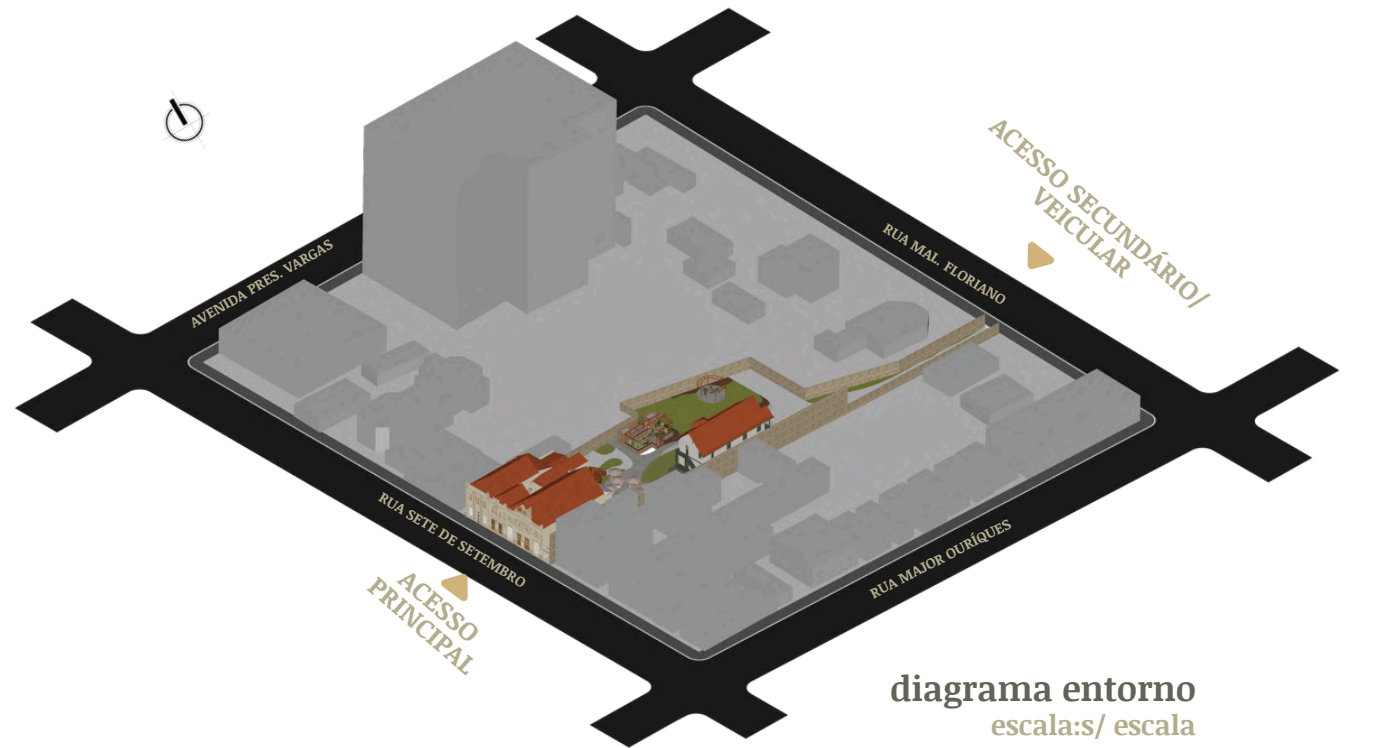 ACESSO SECUNDÁRIO/
VEICULAR
RUA MAL. FLORIANO
AVENIDA PRES. VARGAS
RUA SETE DE SETEMBRO
RUA MAJOR OURÍQUES
ACESSO
PRINCIPAL
diagrama entorno
escala:s/ escala